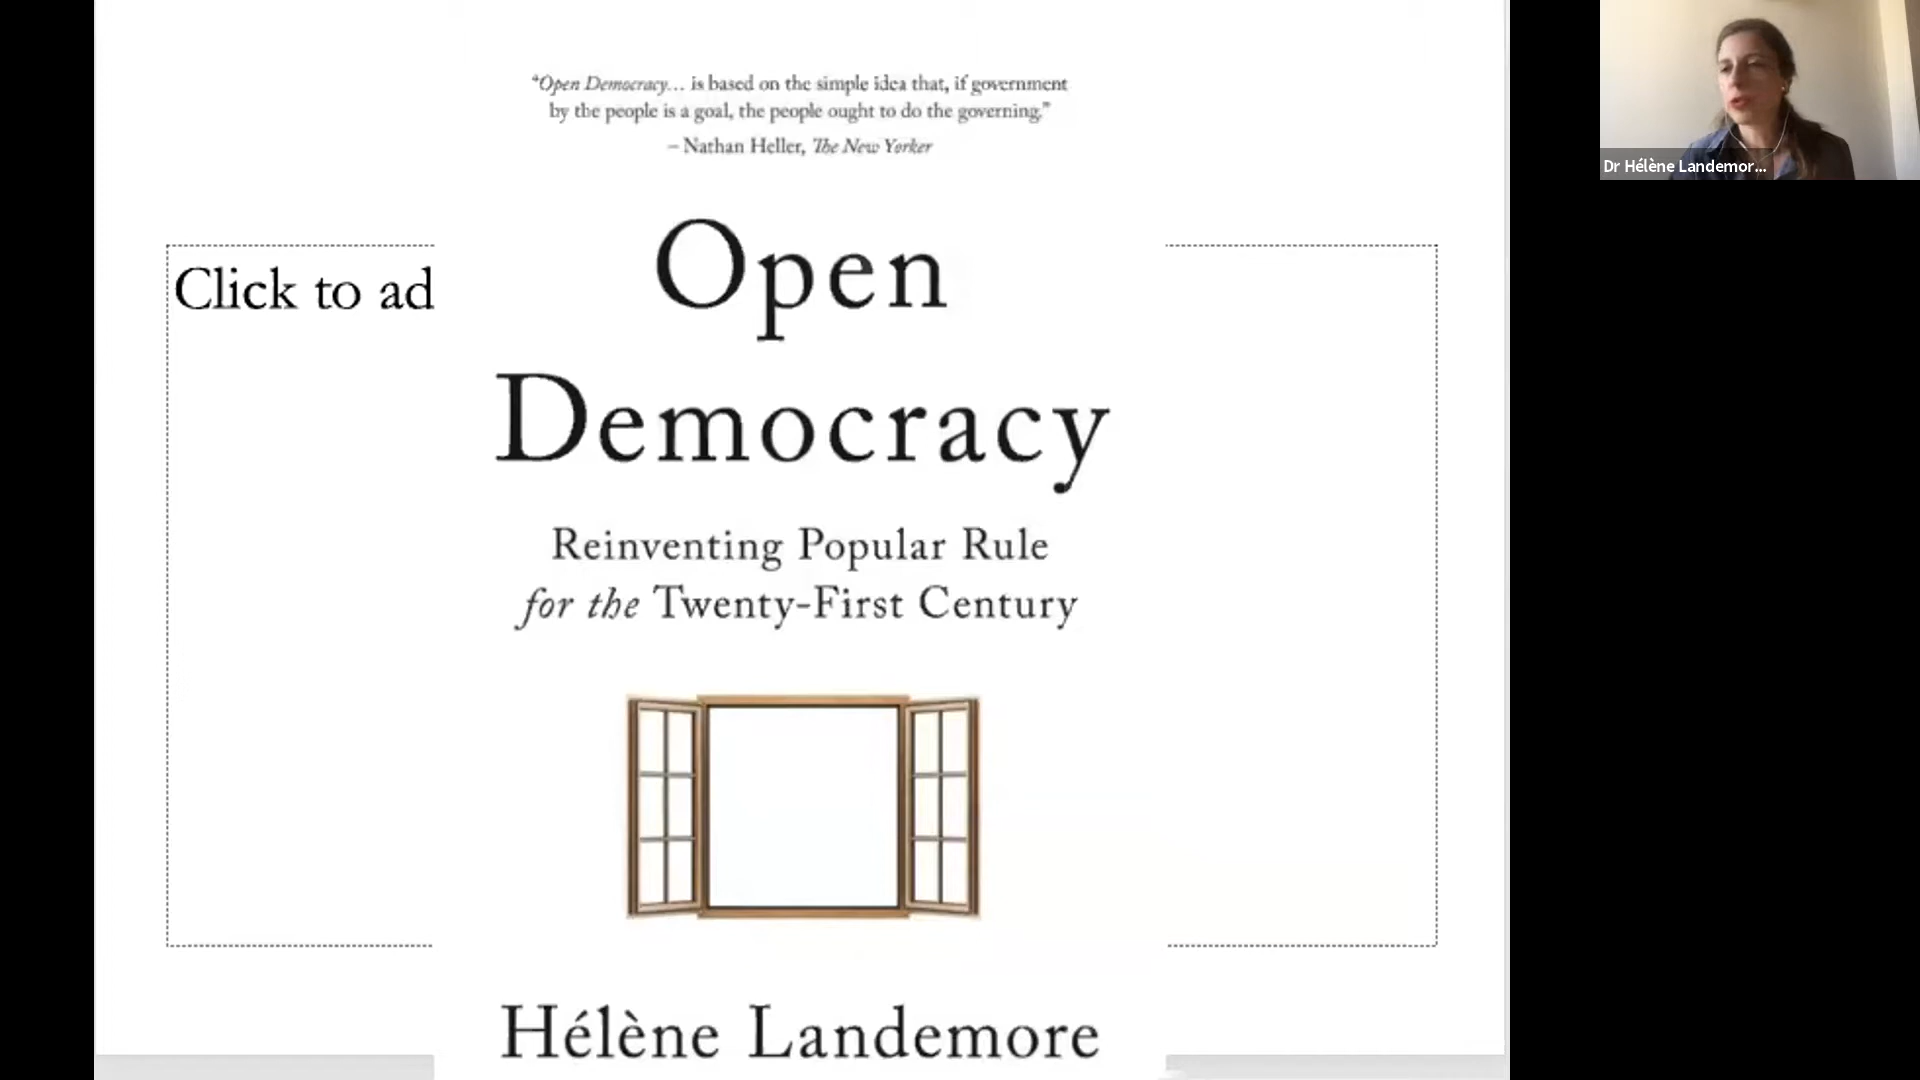 “Open Democracy... is based on the simple idea that, if government
by the people is a goal, the people ought to do the governing.”
– Nathan Heller, The New Yorker
Click to ad
Open
Democracy
Reinventing Popular Rule
for the Twenty-First Century
Hélène Landemore
Dr Hélène Landemor...